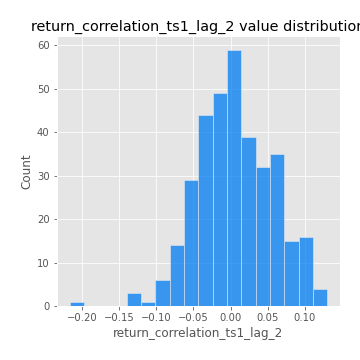 return_correlation_ts1_lag_2 value distribution
60
50
40
30
20
10
0
Count
−0.20 −0.15 −0.10 −0.05 0.00 0.05 0.10
return_correlation_ts1_lag_2